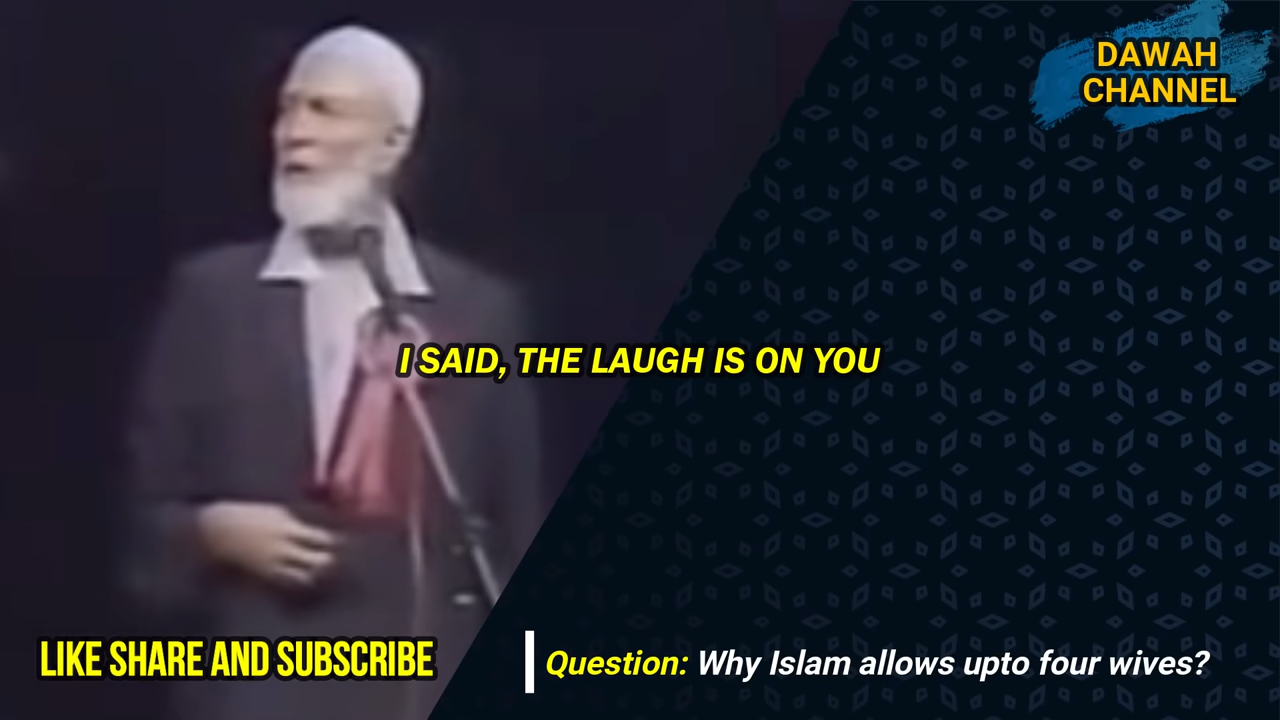 DAWAH
CHANNEL
I SAID, THE LAUGH IS ON YOU
LIKE SHARE AND SUBSCRIBE
Question: Why Islam allows upto four wives?